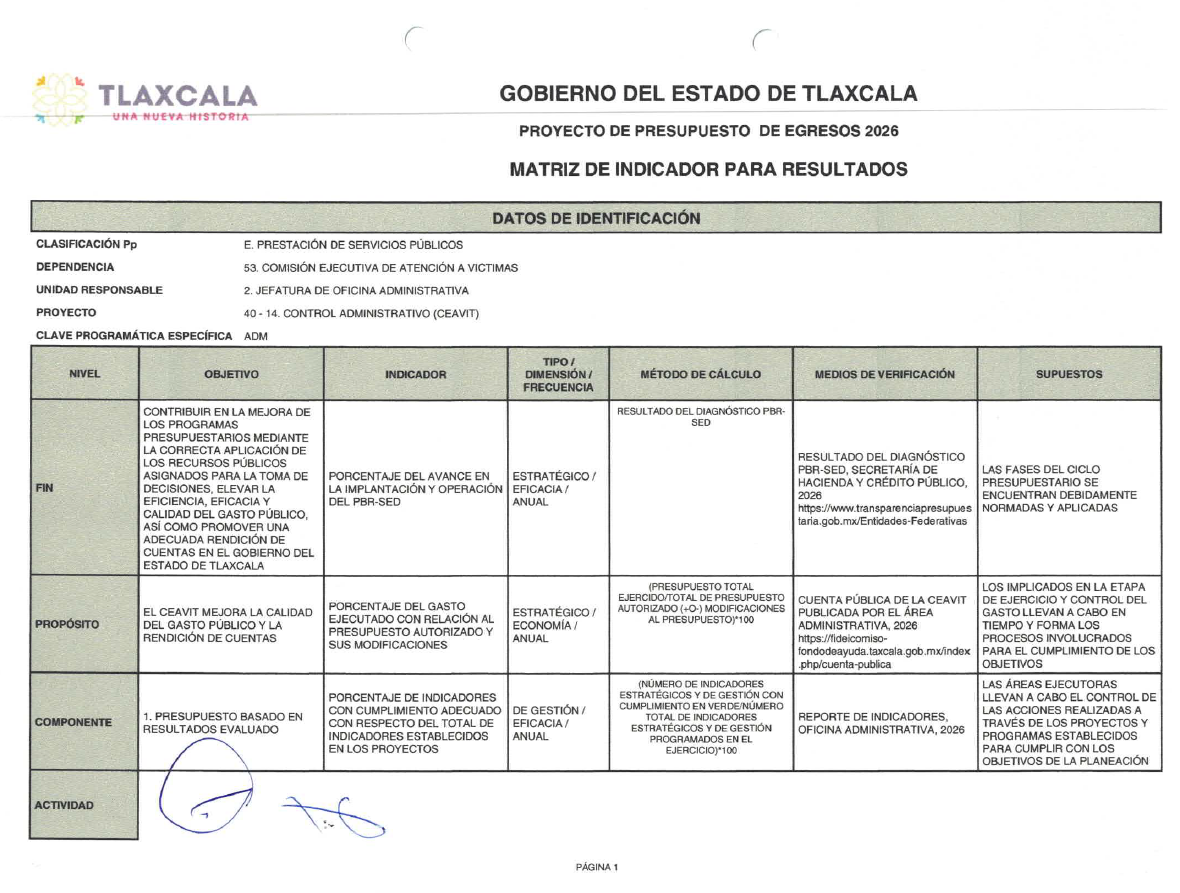 TLAXCALA
UNA NUEVA HISTORIA
GOBIERNO DEL ESTADO DE TLAXCALA
PROYECTO DE PRESUPUESTO DE EGRESOS 2026
MATRIZ DE INDICADOR PARA RESULTADOS
DATOS DE IDENTIFICACIÓN
CLASIFICACIÓN Pp E. PRESTACIÓN DE SERVICIOS PÚBLICOS
DEPENDENCIA 53. COMISIÓN EJECUTIVA DE ATENCIÓN A VICTIMAS
UNIDAD RESPONSABLE 2. JEFATURA DE OFICINA ADMINISTRATIVA
PROYECTO 40 - 14. CONTROL ADMINISTRATIVO (CEAVIT)
CLAVE PROGRAMÁTICA ESPECÍFICA ADM
NIVEL
OBJETIVO
INDICADOR
TIPO /
DIMENSIÓN /
FRECUENCIA
MÉTODO DE CÁLCULO
MEDIOS DE VERIFICACIÓN
SUPUESTOS
FIN
CONTRIBUIR EN LA MEJORA DE
LOS PROGRAMAS
PRESUPUESTARIOS MEDIANTE
LA CORRECTA APLICACIÓN DE
LOS RECURSOS PÚBLICOS
ASIGNADOS PARA LA TOMA DE
DECISIONES, ELEVAR LA
EFICIENCIA, EFICACIA Y
CALIDAD DEL GASTO PÚBLICO,
ASÍ COMO PROMOVER UNA
ADECUADA RENDICIÓN DE
CUENTAS EN EL GOBIERNO DEL
ESTADO DE TLAXCALA
PORCENTAJE DEL AVANCE EN
LA IMPLANTACIÓN Y OPERACIÓN
DEL PBR-SED
ESTRATÉGICO /
EFICACIA /
ANUAL
RESULTADO DEL DIAGNÓSTICO PBR-
SED
RESULTADO DEL DIAGNÓSTICO
PBR-SED, SECRETARÍA DE
HACIENDA Y CRÉDITO PÚBLICO,
2026
https://www.transparenciapresupues
taria.gob.mx/Entidades-Federativas
LAS FASES DEL CICLO
PRESUPUESTARIO SE
ENCUENTRAN DEBIDAMENTE
NORMADAS Y APLICADAS
PROPÓSITO
EL CEAVIT MEJORA LA CALIDAD
DEL GASTO PÚBLICO Y LA
RENDICIÓN DE CUENTAS
PORCENTAJE DEL GASTO
EJECUTADO CON RELACIÓN AL
PRESUPUESTO AUTORIZADO Y
SUS MODIFICACIONES
ESTRATÉGICO /
ECONOMÍA /
ANUAL
(PRESUPUESTO TOTAL
EJERCIDO/TOTAL DE PRESUPUESTO
AUTORIZADO (+O-) MODIFICACIONES
AL PRESUPUESTO)*100
CUENTA PÚBLICA DE LA CEAVIT
PUBLICADA POR EL ÁREA
ADMINISTRATIVA, 2026
https://fideicomiso-
fondodeayuda.taxcala.gob.mx/index
.php/cuenta-publica
LOS IMPLICADOS EN LA ETAPA
DE EJERCICIO Y CONTROL DEL
GASTO LLEVAN A CABO EN
TIEMPO Y FORMA LOS
PROCESOS INVOLUCRADOS
PARA EL CUMPLIMIENTO DE LOS
OBJETIVOS
COMPONENTE
1. PRESUPUESTO BASADO EN
RESULTADOS EVALUADO
PORCENTAJE DE INDICADORES
CON CUMPLIMIENTO ADECUADO
CON RESPECTO DEL TOTAL DE
INDICADORES ESTABLECIDOS
EN LOS PROYECTOS
DE GESTIÓN /
EFICACIA /
ANUAL
(NÚMERO DE INDICADORES
ESTRATÉGICOS Y DE GESTIÓN CON
CUMPLIMIENTO EN VERDE/NÚMERO
TOTAL DE INDICADORES
ESTRATÉGICOS Y DE GESTIÓN
PROGRAMADOS EN EL
EJERCICIO)*100
REPORTE DE INDICADORES,
OFICINA ADMINISTRATIVA, 2026
LAS ÁREAS EJECUTORAS
LLEVAN A CABO EL CONTROL DE
LAS ACCIONES REALIZADAS A
TRAVÉS DE LOS PROYECTOS Y
PROGRAMAS ESTABLECIDOS
PARA CUMPLIR CON LOS
OBJETIVOS DE LA PLANEACIÓN
ACTIVIDAD
PÁGINA 1